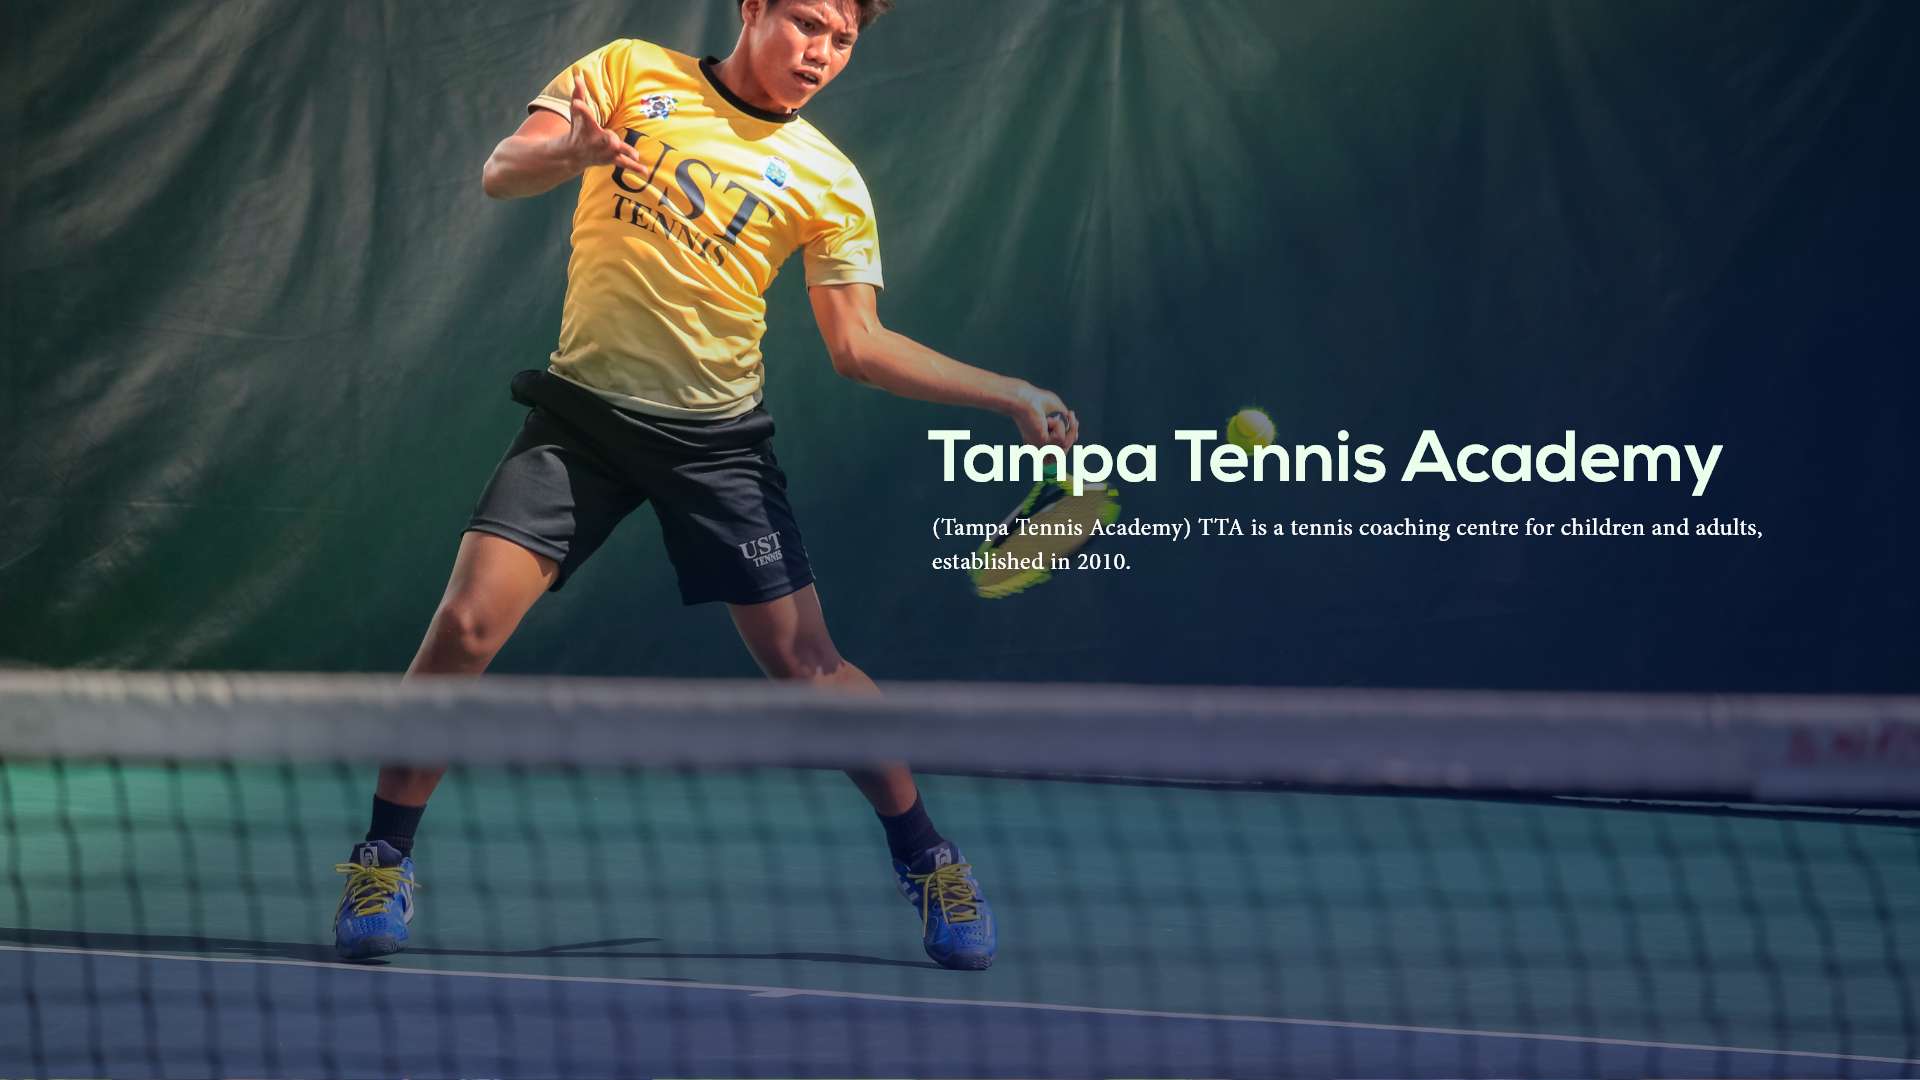 UST
TENNIS
Tampa Tennis Academy
(Tampa Tennis Academy) TTA is a tennis coaching centre for children and adults,
established in 2010.
UST
TENNIS